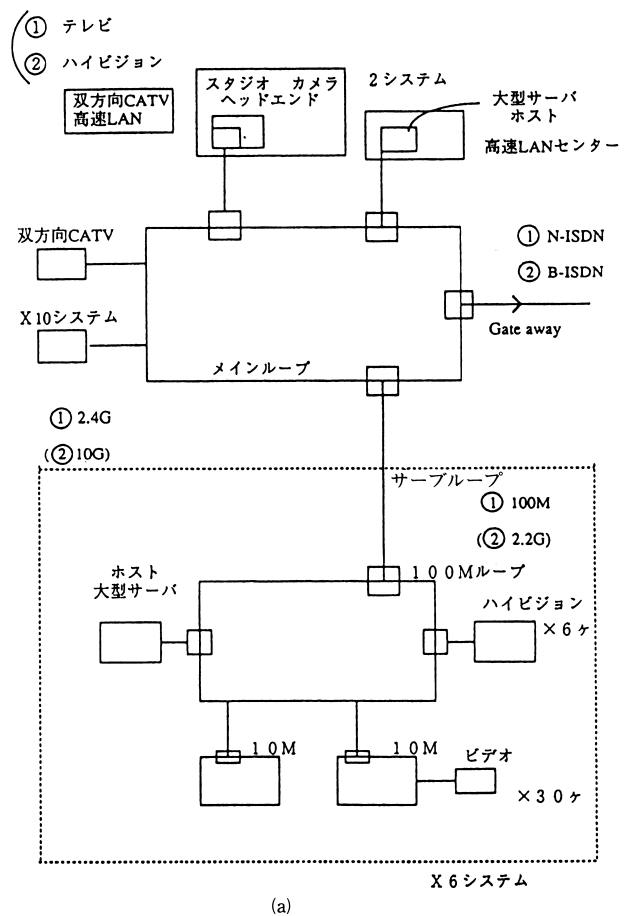 ① テレビ
② ハイビジョン
双方向CATV
高速LAN
スタジオ カメラ
ヘッドエンド
2システム
大型サーバ
ホスト
高速LANセンター
双方向CATV
① N-ISDN
② B-ISDN
X10システム
Gate away
メインループ
① 2.4G
(② 10G)
サーブループ
① 100M
(② 2.2G)
ホスト
大型サーバ
100Mループ
ハイビジョン
×6ヶ
10M
10M
ビデオ
×30ヶ
X6システム
(a)